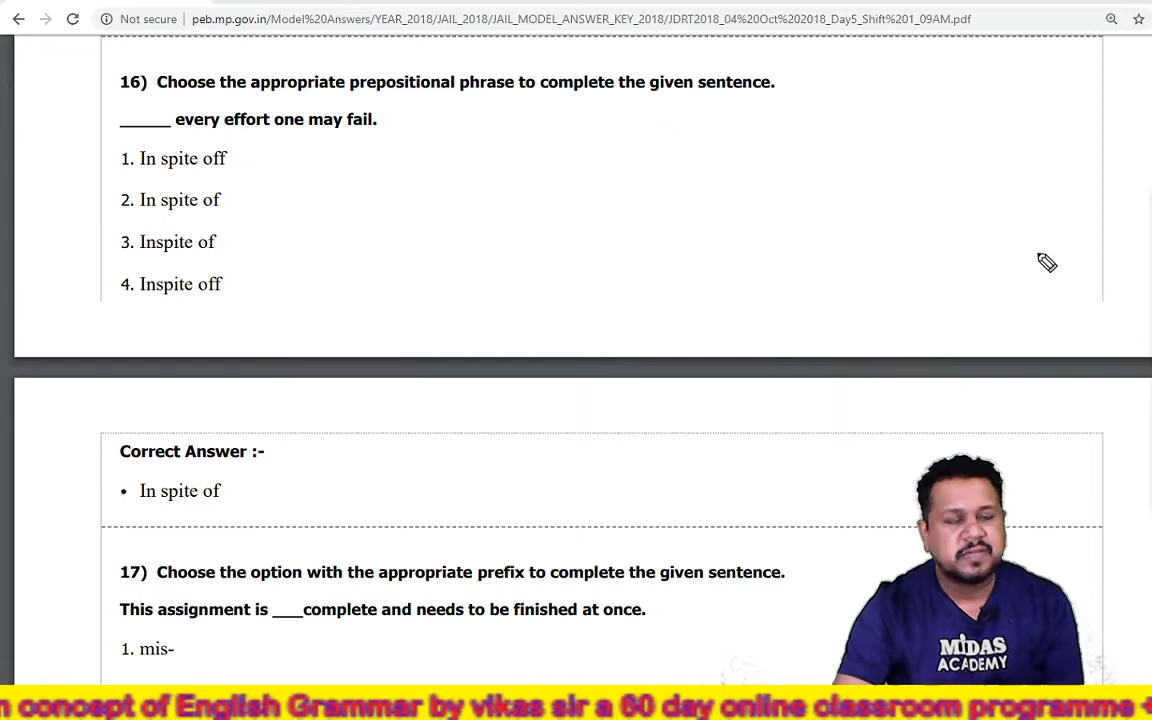 Not secure | peb.mp.gov.in/Model%20Answers/YEAR_2018/JAIL_2018/JAIL_MODEL_ANSWER_KEY_2018/JDRT2018_04%20Oct%202018_Day5_Shift%201_09AM.pdf
16) Choose the appropriate prepositional phrase to complete the given sentence.
______ every effort one may fail.
1. In spite off
2. In spite of
3. Inspite of
4. Inspite off
Correct Answer :-
• In spite of
17) Choose the option with the appropriate prefix to complete the given sentence.
This assignment is ___complete and needs to be finished at once.
1. mis-
MIDAS
ACADEMY
concept of English Grammar by vikas sir a 60 day online classroom programme +